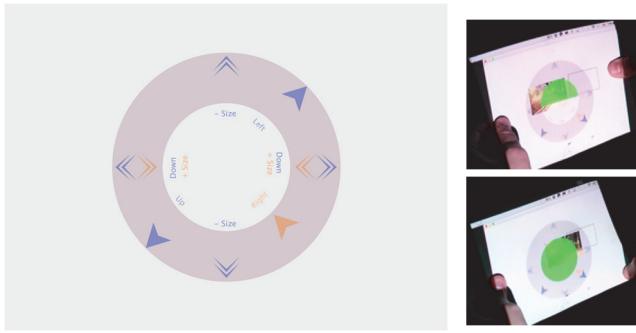 – Size
Left
Down
+ Size
Down
+ Size
Up
Right
– Size